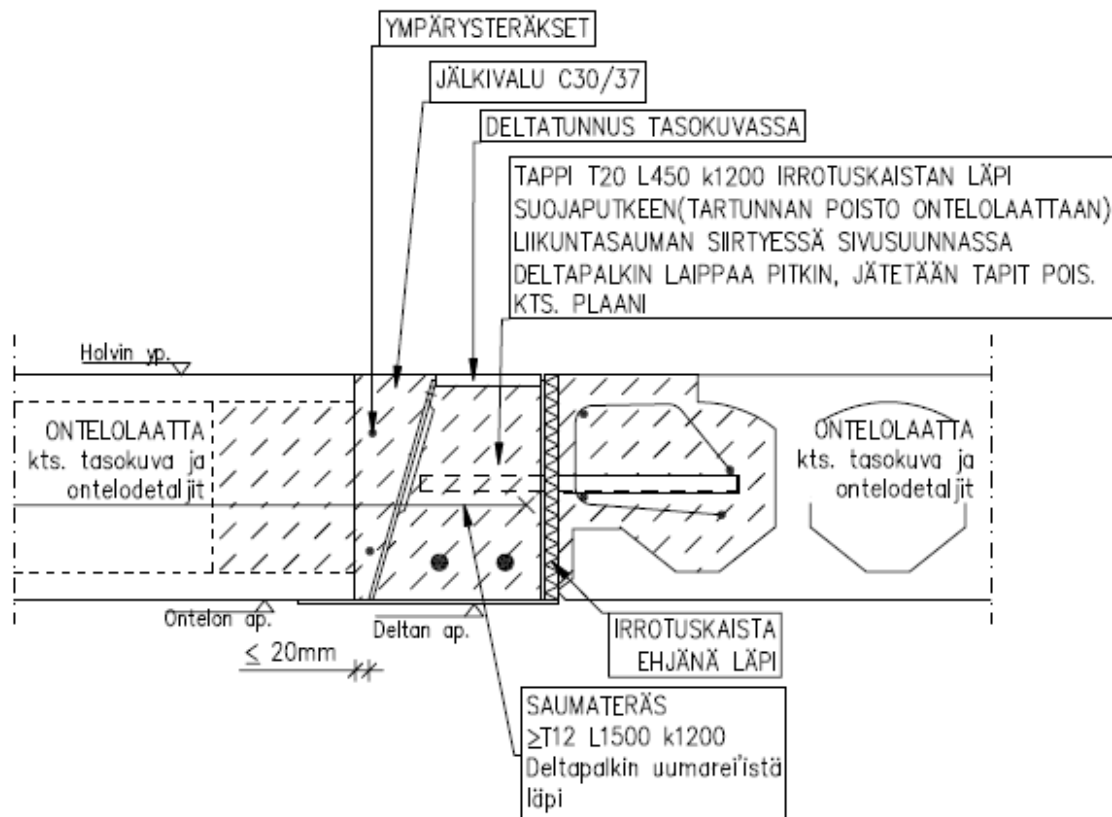 YMPÄRYSTERÄKSET
JÄLKIVALU C30/37
DELTATUNNUS TASOKUVASSA
TAPPI T20 L450 k1200 IRROTUSKAISTAN LÄPI
SUOJAPUTKEEN(TARTUNNAN POISTO ONTELOLAATTAAN)
LIIKUNTASAUMAN SIIRTYESSÄ SIVUSUUNNASSA
DELTAPALKIN LAIPPAA PITKIN, JÄTETÄÄN TAPIT POIS.
KTS. PLAANI
Holvin yp.
ONTELOLAATTA
kts. tasokuva ja
ontelodetaljit
ONTELOLAATTA
kts. tasokuva ja
ontelodetaljit
Ontelon ap.
Deltan ap.
≤ 20mm
IRROTUSKAISTA
EHJÄNÄ LÄPI
SAUMATERÄS
≥T12 L1500 k1200
Deltapalkin uumarei'istä
läpi